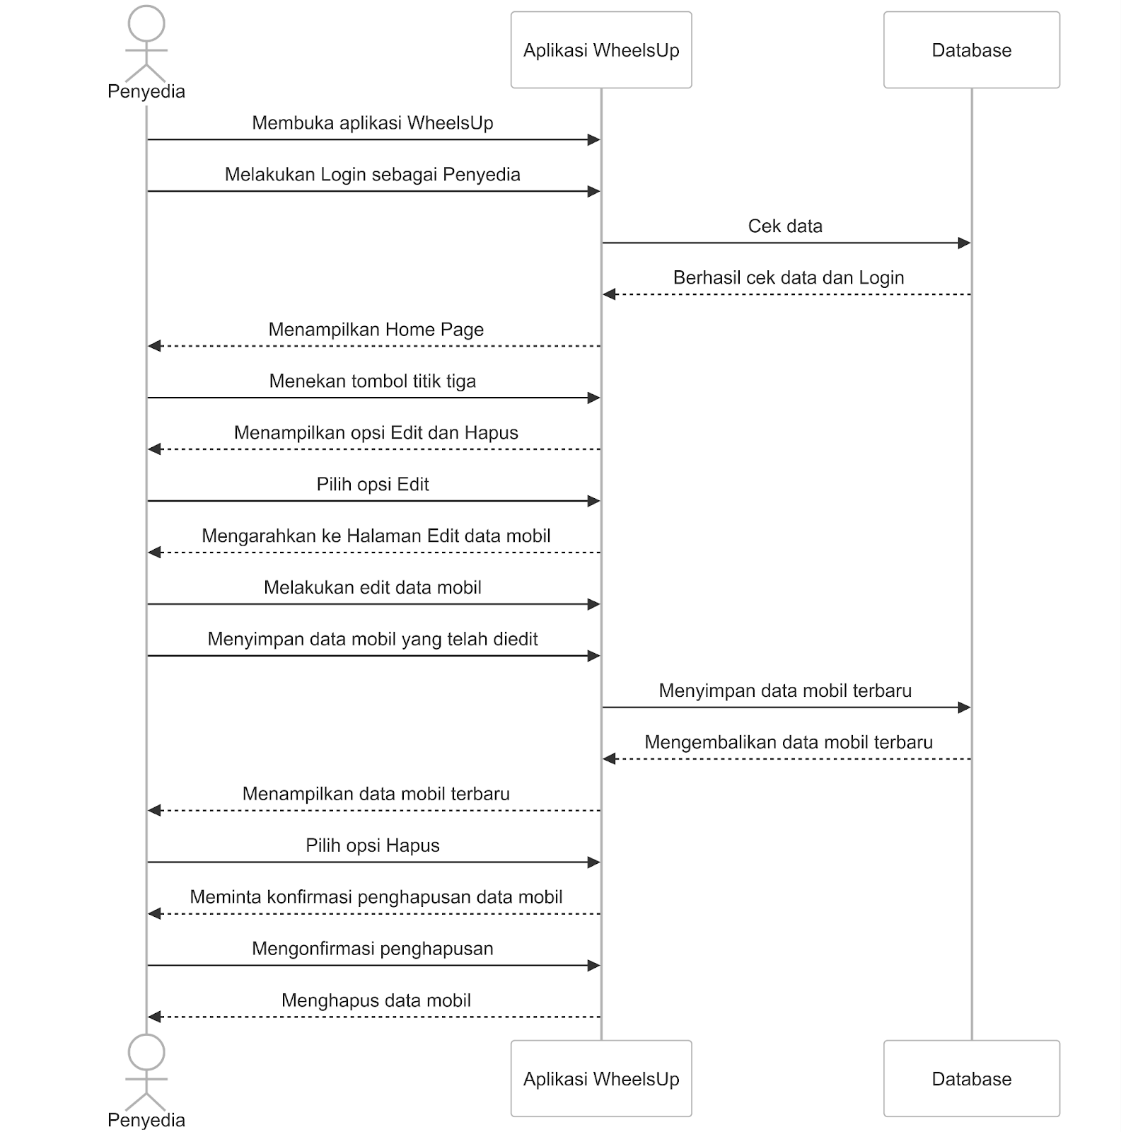 Penyedia
Aplikasi WheelsUp
Database
Membuka aplikasi WheelsUp
Melakukan Login sebagai Penyedia
Cek data
Berhasil cek data dan Login
Menampilkan Home Page
Menekan tombol titik tiga
Menampilkan opsi Edit dan Hapus
Pilih opsi Edit
Mengarahkan ke Halaman Edit data mobil
Melakukan edit data mobil
Menyimpan data mobil yang telah diedit
Menyimpan data mobil terbaru
Mengembalikan data mobil terbaru
Menampilkan data mobil terbaru
Pilih opsi Hapus
Meminta konfirmasi penghapusan data mobil
Mengonfirmasi penghapusan
Menghapus data mobil
Penyedia
Aplikasi WheelsUp
Database